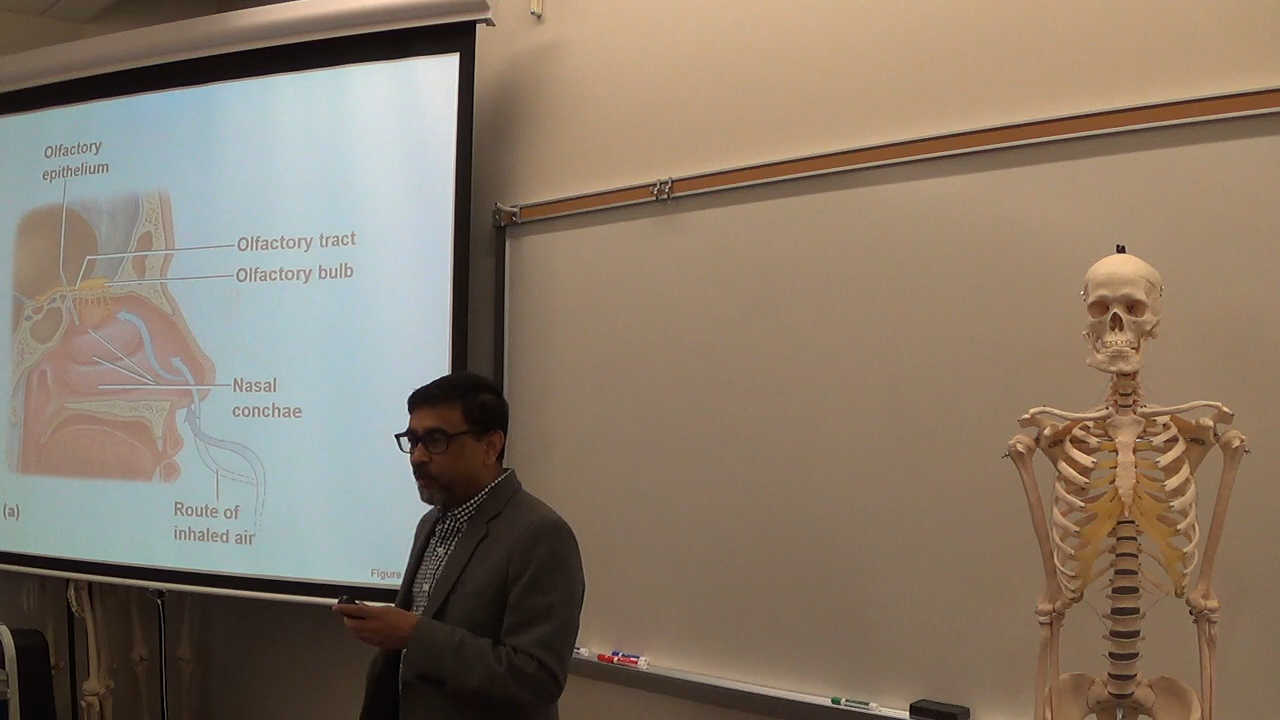 Olfactory
epithelium
Olfactory tract
Olfactory bulb
Nasal
conchae
Route of
inhaled air
(a)
Figure